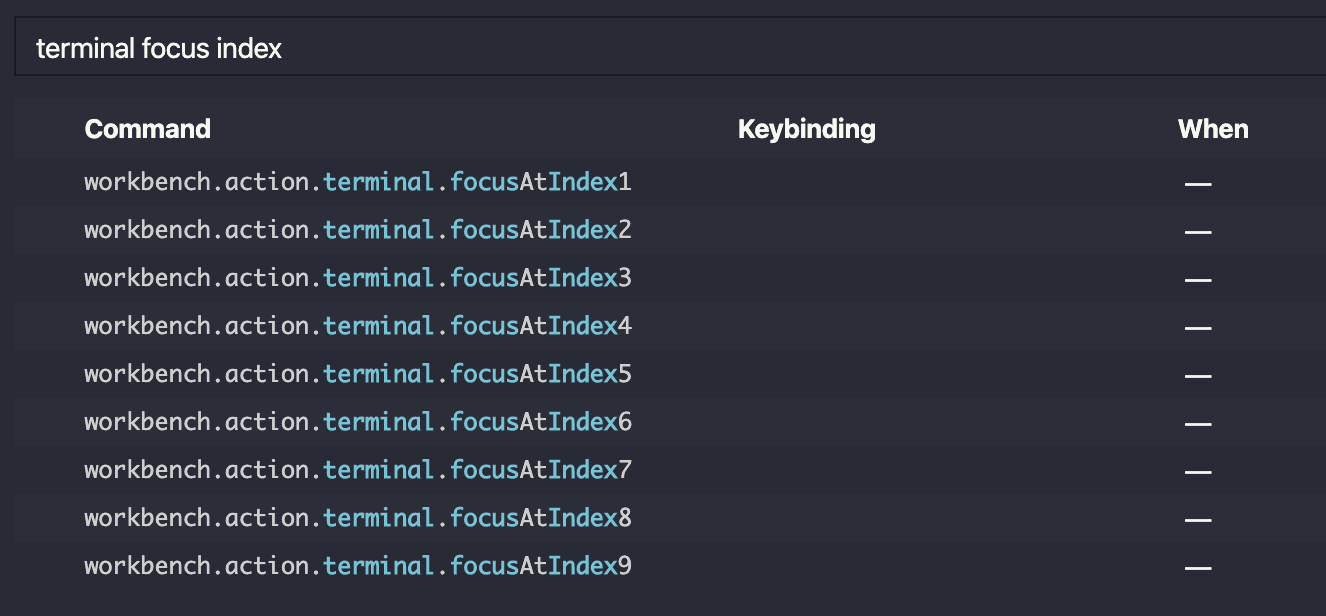 terminal focus index
Command Keybinding When
workbench.action.terminal.focusAtIndex1 —
workbench.action.terminal.focusAtIndex2 —
workbench.action.terminal.focusAtIndex3 —
workbench.action.terminal.focusAtIndex4 —
workbench.action.terminal.focusAtIndex5 —
workbench.action.terminal.focusAtIndex6 —
workbench.action.terminal.focusAtIndex7 —
workbench.action.terminal.focusAtIndex8 —
workbench.action.terminal.focusAtIndex9 —